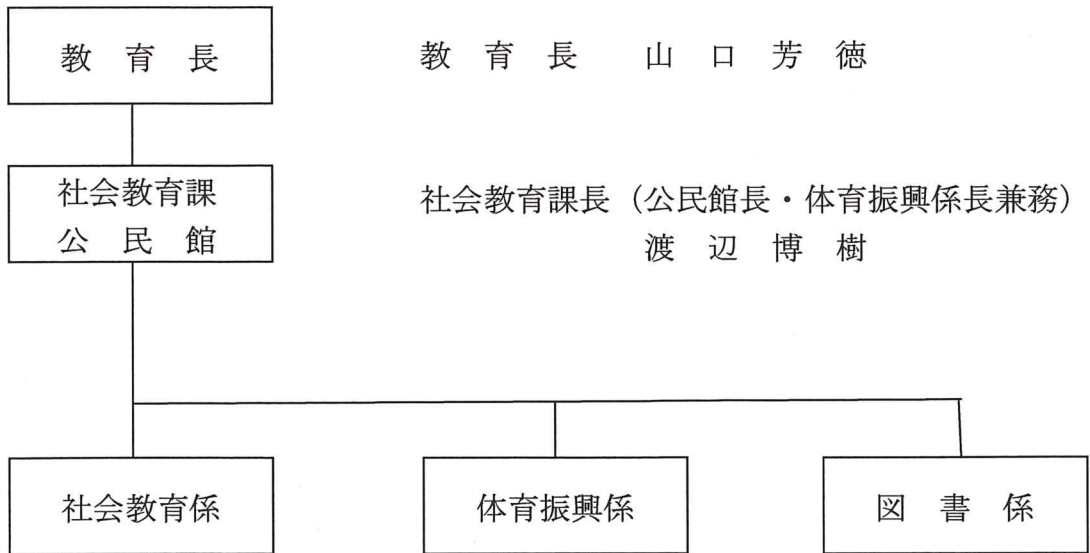 教育長
教育長 山口芳徳
社会教育課
公民館
社会教育課長（公民館長・体育振興係長兼務）
渡辺博樹
社会教育係
体育振興係
図書係